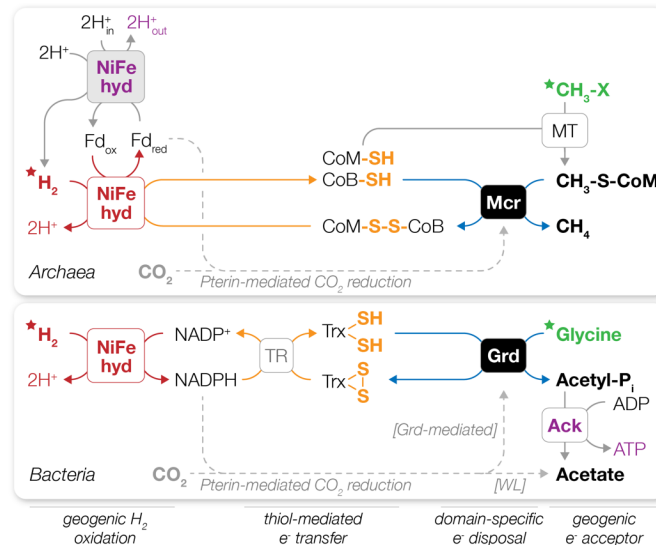 2H⁺in 2H⁺out
2H⁺
NiFe
hyd
★CH₃-X
MT
Fdox Fdred
CoM-SH
CoB-SH
★H₂
NiFe
hyd
Mcr
CH₃-S-CoM
2H⁺
CoM-S-S-CoB
CH₄
Archaea
CO₂
Pterin-mediated CO₂ reduction
★H₂
NiFe
hyd
2H⁺
NADP⁺
NADPH
TR
Trx
SH
SH
Trx
S
S
Grd
★Glycine
Acetyl-Pi
ADP
Ack
ATP
[Grd-mediated]
Bacteria
CO₂
Pterin-mediated CO₂ reduction
[WL]
Acetate
geogenic H₂
oxidation
thiol-mediated
e⁻ transfer
domain-specific
e⁻ disposal
geogenic
e⁻ acceptor